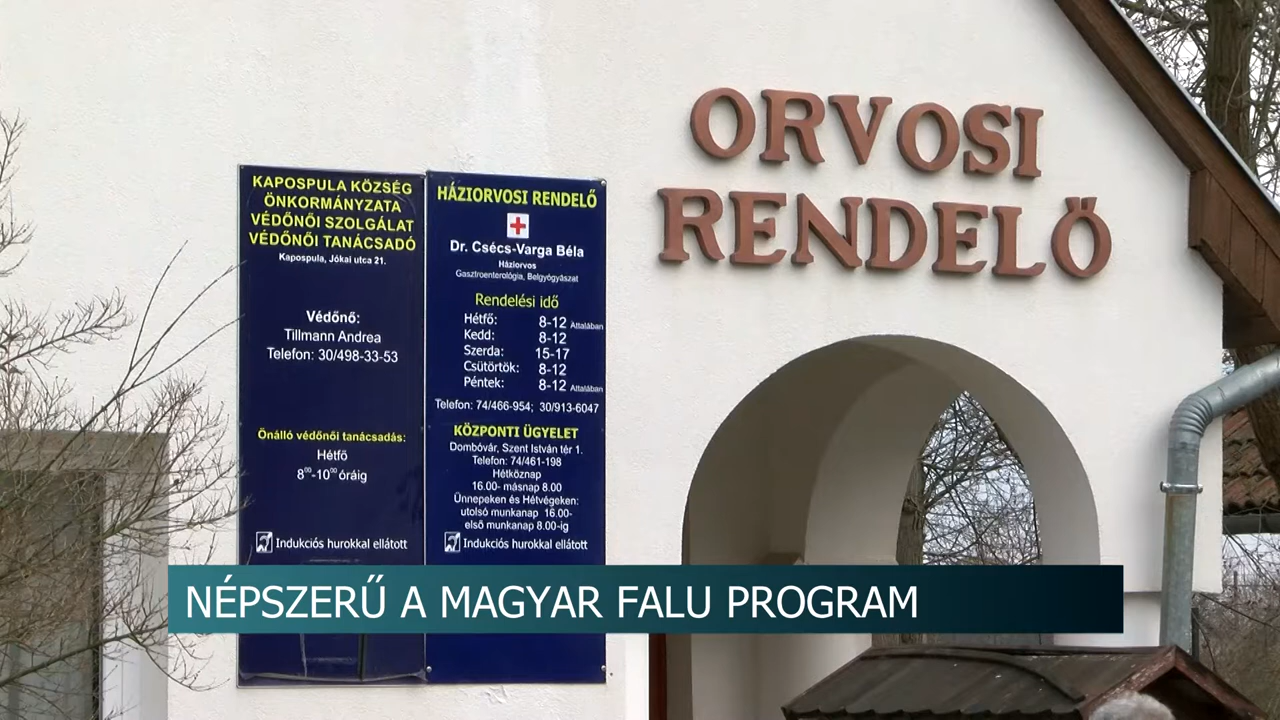 ORVOSI
RENDELŐ
KAPOSPULA KÖZSÉG
ÖNKORMÁNYZATA
VÉDŐNŐI SZOLGÁLAT
VÉDŐNŐI TANÁCSADÓ
Kapospula, Jókai utca 21.
Védőnő:
Tillmann Andrea
Telefon: 30/498-33-53
Önálló védőnői tanácsadás:
Hétfő
8⁰⁰-10⁰⁰ óráig
Indukciós hurokkal ellátott
HÁZIORVOSI RENDELŐ
Dr. Csécs-Varga Béla
Háziorvos
Gasztroenterológia, Belgyógyászat
Rendelési idő
Hétfő: 8-12 Általában
Kedd: 8-12
Szerda: 15-17
Csütörtök: 8-12
Péntek: 8-12 Általában
Telefon: 74/466-954; 30/913-6047
KÖZPONTI ÜGYELET
Dombóvár, Szent István tér 1.
Telefon: 74/461-198
Hétköznap
16.00- másnap 8.00
Ünnepeken és Hétvégeken:
utolsó munkanap 16.00-
első munkanap 8.00-ig
Indukciós hurokkal ellátott
NÉPSZERŰ A MAGYAR FALU PROGRAM